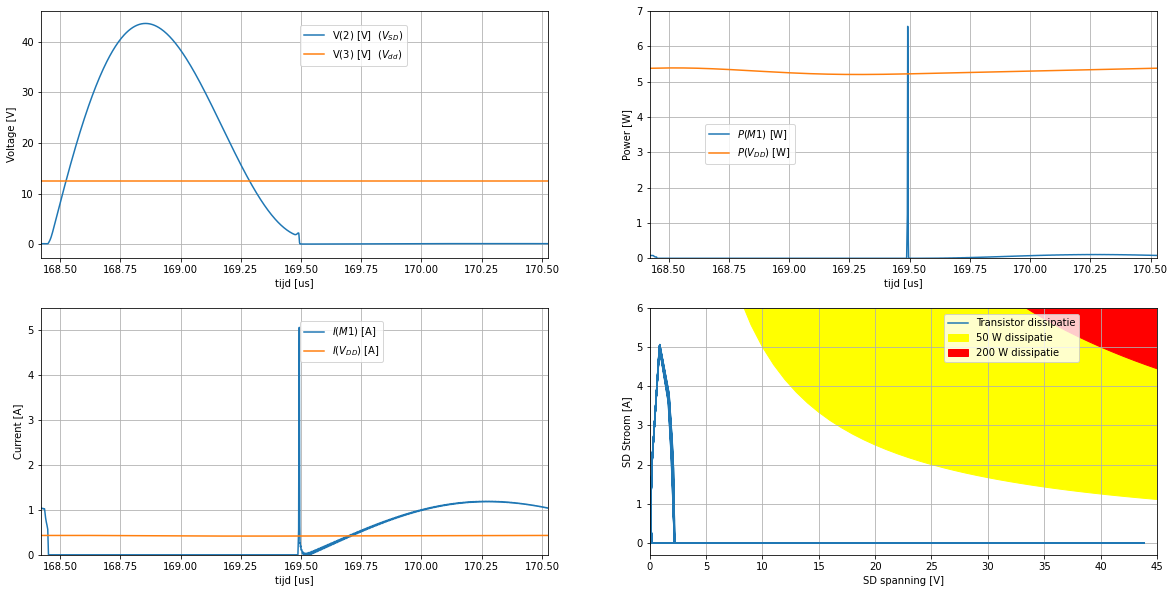 Voltage [V]
40
30
20
10
0
V(2) [V] (V_SD)
V(3) [V] (V_dd)
168.50 168.75 169.00 169.25 169.50 169.75 170.00 170.25 170.50
tijd [us]
Power [W]
7
6
5
4
3
2
1
0
P(M1) [W]
P(V_DD) [W]
168.50 168.75 169.00 169.25 169.50 169.75 170.00 170.25 170.50
tijd [us]
Current [A]
5
4
3
2
1
0
I(M1) [A]
I(V_DD) [A]
168.50 168.75 169.00 169.25 169.50 169.75 170.00 170.25 170.50
tijd [us]
SD Stroom [A]
6
5
4
3
2
1
0
Transistor dissipatie
50 W dissipatie
200 W dissipatie
0 5 10 15 20 25 30 35 40 45
SD spanning [V]